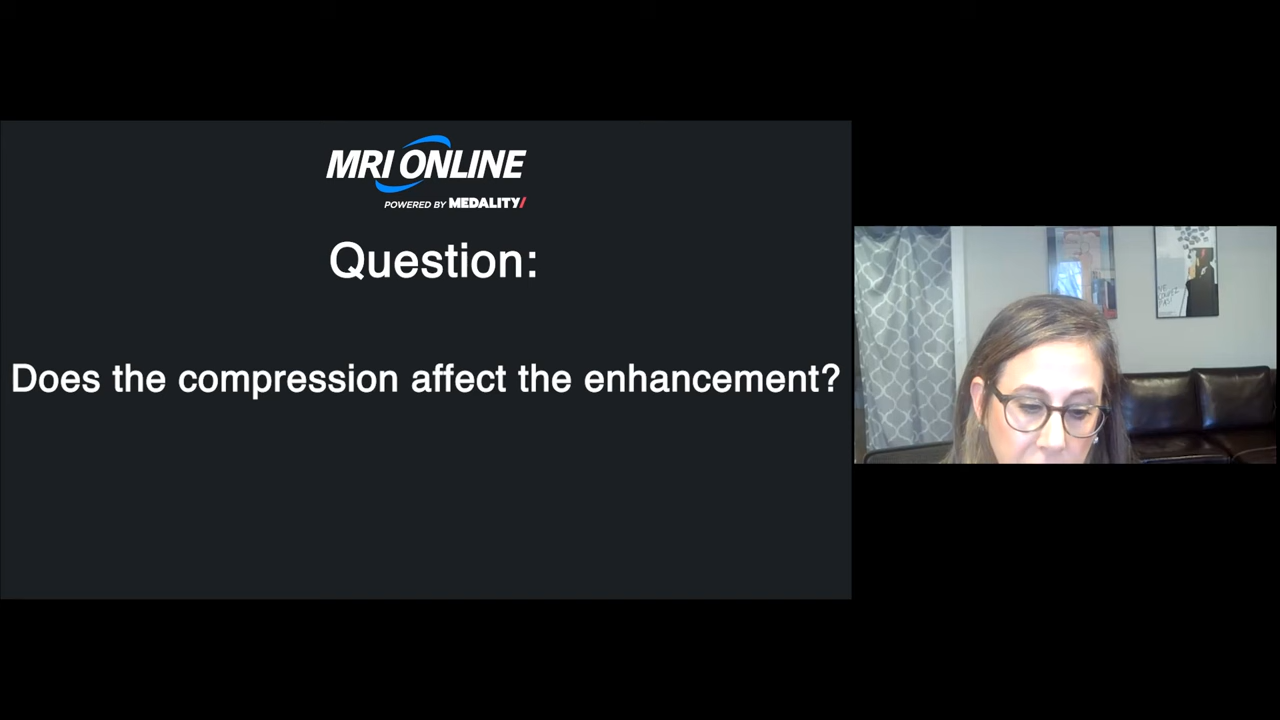 MRI ONLINE
POWERED BY MEDALITY/
Question:
Does the compression affect the enhancement?